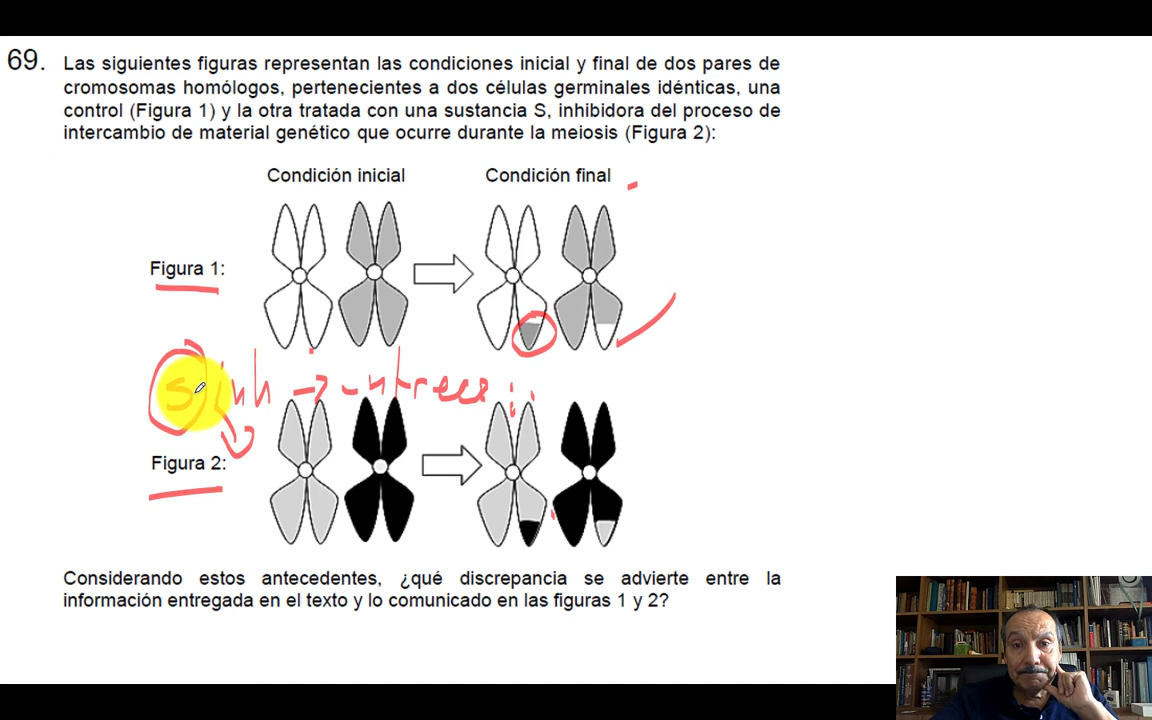 69. Las siguientes figuras representan las condiciones inicial y final de dos pares de
cromosomas homólogos, pertenecientes a dos células germinales idénticas, una
control (Figura 1) y la otra tratada con una sustancia S, inhibidora del proceso de
intercambio de material genético que ocurre durante la meiosis (Figura 2):
Condición inicial Condición final
Figura 1:
S inh
Figura 2:
Considerando estos antecedentes, ¿qué discrepancia se advierte entre la
información entregada en el texto y lo comunicado en las figuras 1 y 2?